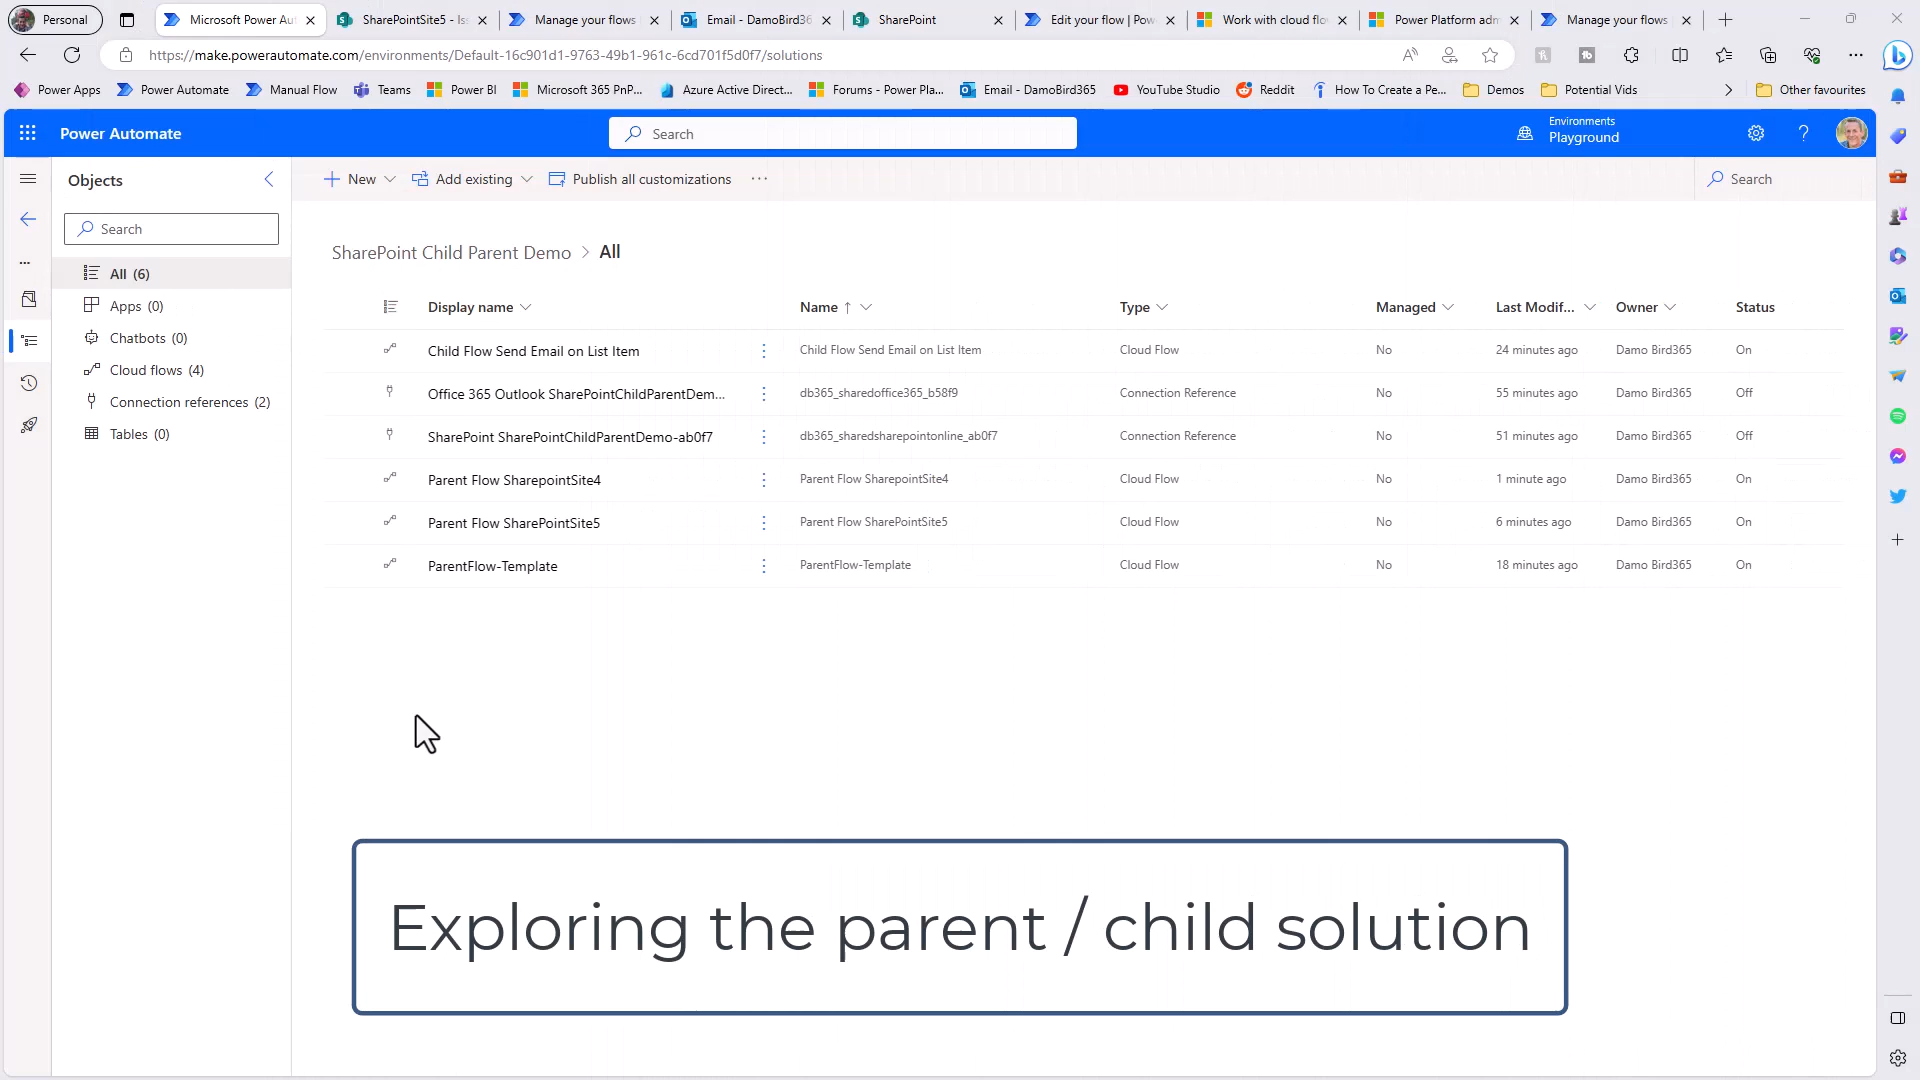 Personal
Microsoft Power Au
SharePointSite5 - Iss
Manage your flows
Email - DamoBird36
SharePoint
Edit your flow | Pow
Work with cloud flo
Power Platform adm
Manage your flows
https://make.powerautomate.com/environments/Default-16c901d1-9763-49b1-961c-6cd701f5d0f7/solutions
Power Apps
Power Automate
Manual Flow
Teams
Power BI
Microsoft 365 PnP...
Azure Active Direct...
Forums - Power Pla...
Email - DamoBird365
YouTube Studio
Reddit
How To Create a Pe...
Demos
Potential Vids
Other favourites
Power Automate
Search
Environments
Playground
Objects
New
Add existing
Publish all customizations
Search
Search
SharePoint Child Parent Demo > All
All (6)
Apps (0)
Chatbots (0)
Cloud flows (4)
Connection references (2)
Tables (0)
Display name Name ↑ Type Managed Last Modif... Owner Status
Child Flow Send Email on List Item Child Flow Send Email on List Item Cloud Flow No 24 minutes ago Damo Bird365 On
Office 365 Outlook SharePointChildParentDem... db365_sharedoffice365_b58f9 Connection Reference No 55 minutes ago Damo Bird365 Off
SharePoint SharePointChildParentDemo-ab0f7 db365_sharedsharepointonline_ab0f7 Connection Reference No 51 minutes ago Damo Bird365 Off
Parent Flow SharepointSite4 Parent Flow SharepointSite4 Cloud Flow No 1 minute ago Damo Bird365 On
Parent Flow SharePointSite5 Parent Flow SharePointSite5 Cloud Flow No 6 minutes ago Damo Bird365 On
ParentFlow-Template ParentFlow-Template Cloud Flow No 18 minutes ago Damo Bird365 On
Exploring the parent / child solution